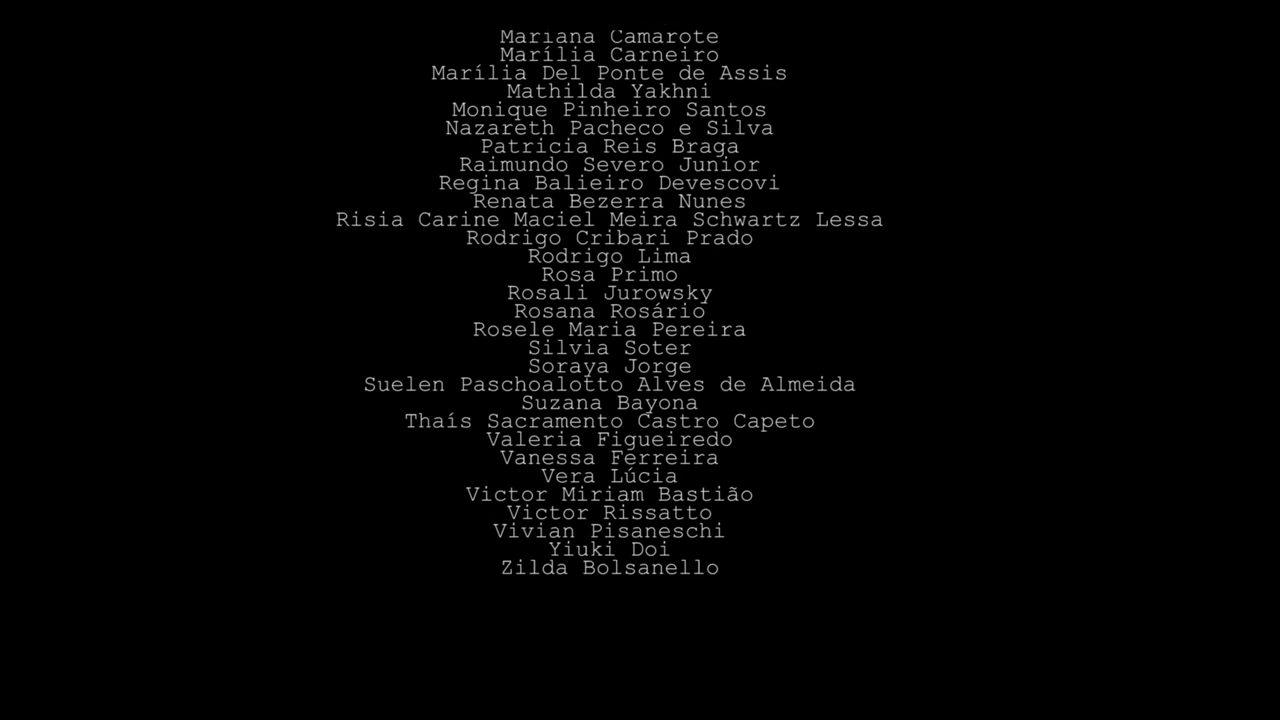 Mariana Camarote
Marília Carneiro
Marília Del Ponte de Assis
Mathilda Yakhni
Monique Pinheiro Santos
Nazareth Pacheco e Silva
Patricia Reis Braga
Raimundo Severo Junior
Regina Balieiro Devescovi
Renata Bezerra Nunes
Risia Carine Maciel Meira Schwartz Lessa
Rodrigo Cribari Prado
Rodrigo Lima
Rosa Primo
Rosali Jurowsky
Rosana Rosário
Rosele Maria Pereira
Silvia Soter
Soraya Jorge
Suelen Paschoalotto Alves de Almeida
Suzana Bayona
Thaís Sacramento Castro Capeto
Valeria Figueiredo
Vanessa Ferreira
Vera Lúcia
Victor Miriam Bastião
Victor Rissatto
Vivian Pisaneschi
Yiuki Doi
Zilda Bolsanello